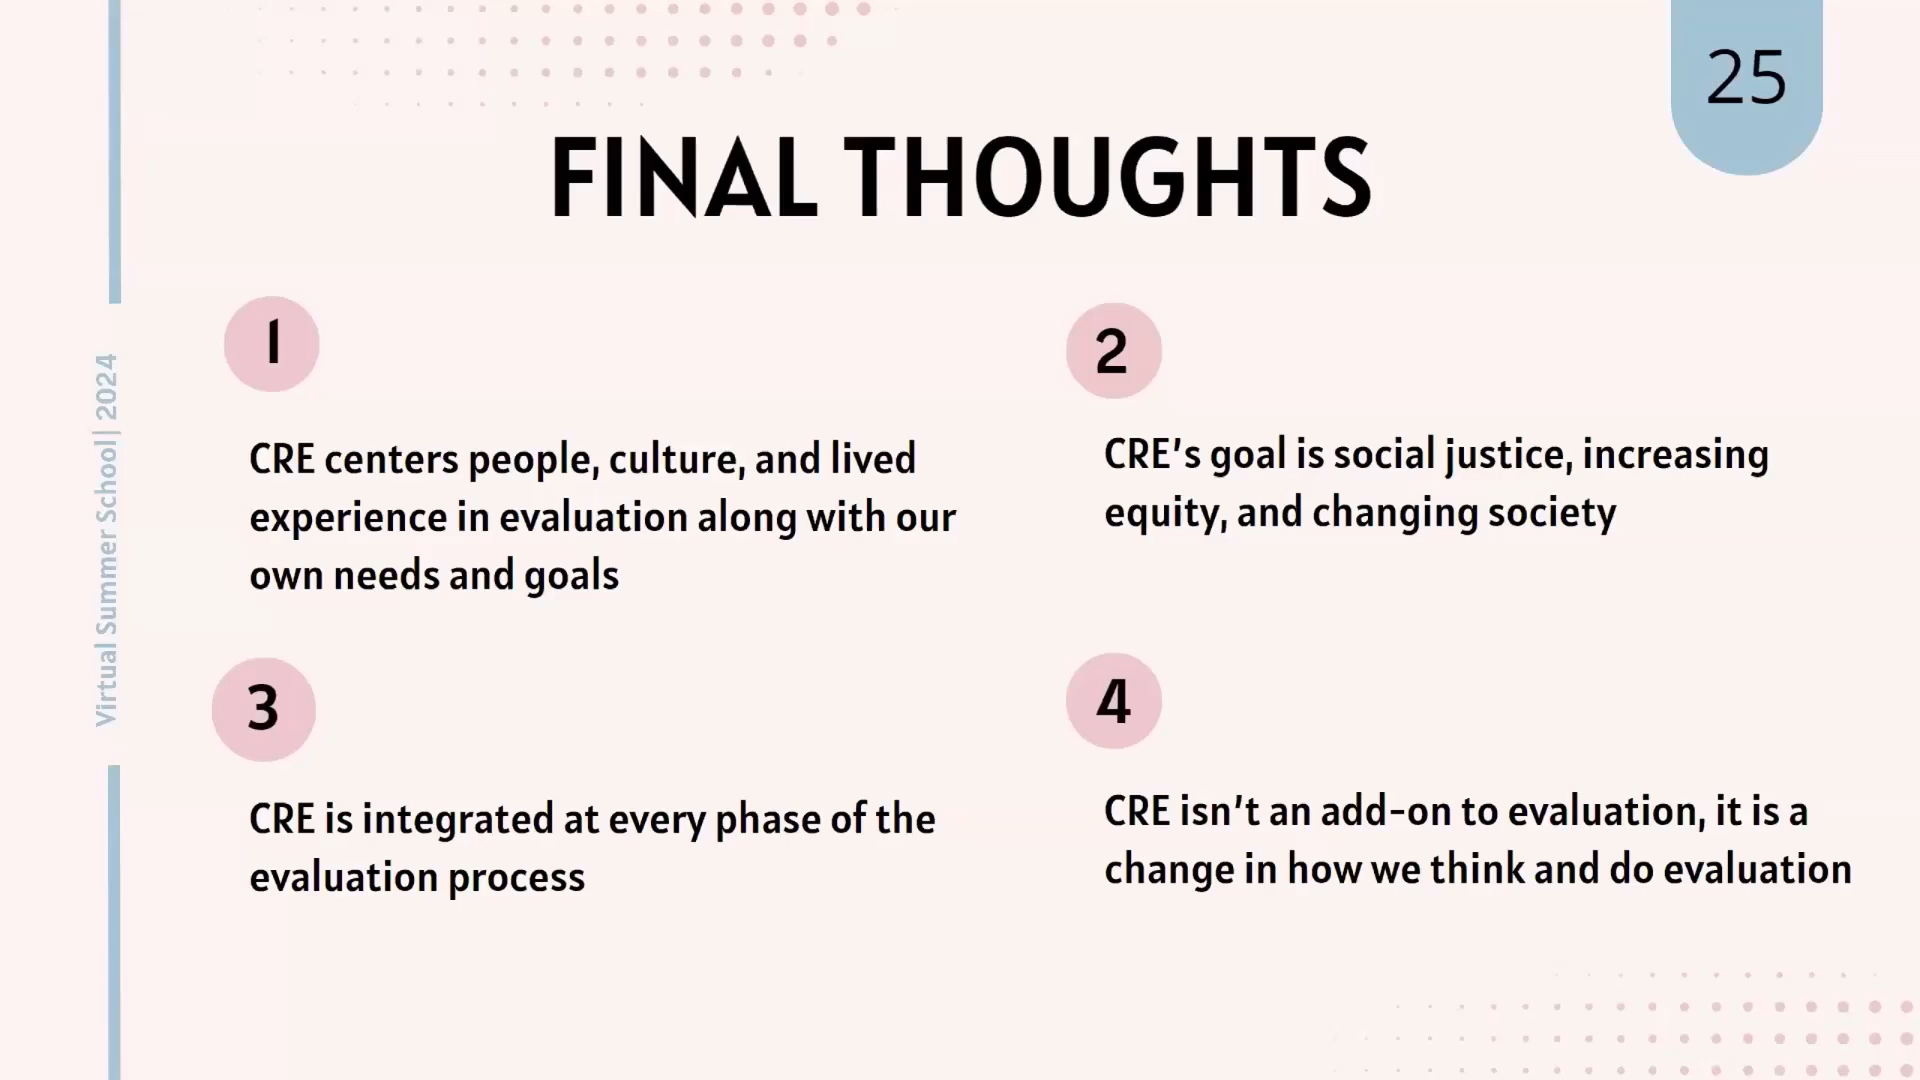 25
FINAL THOUGHTS
Virtual Summer School| 2024
1
CRE centers people, culture, and lived
experience in evaluation along with our
own needs and goals
2
CRE’s goal is social justice, increasing
equity, and changing society
3
CRE is integrated at every phase of the
evaluation process
4
CRE isn’t an add-on to evaluation, it is a
change in how we think and do evaluation